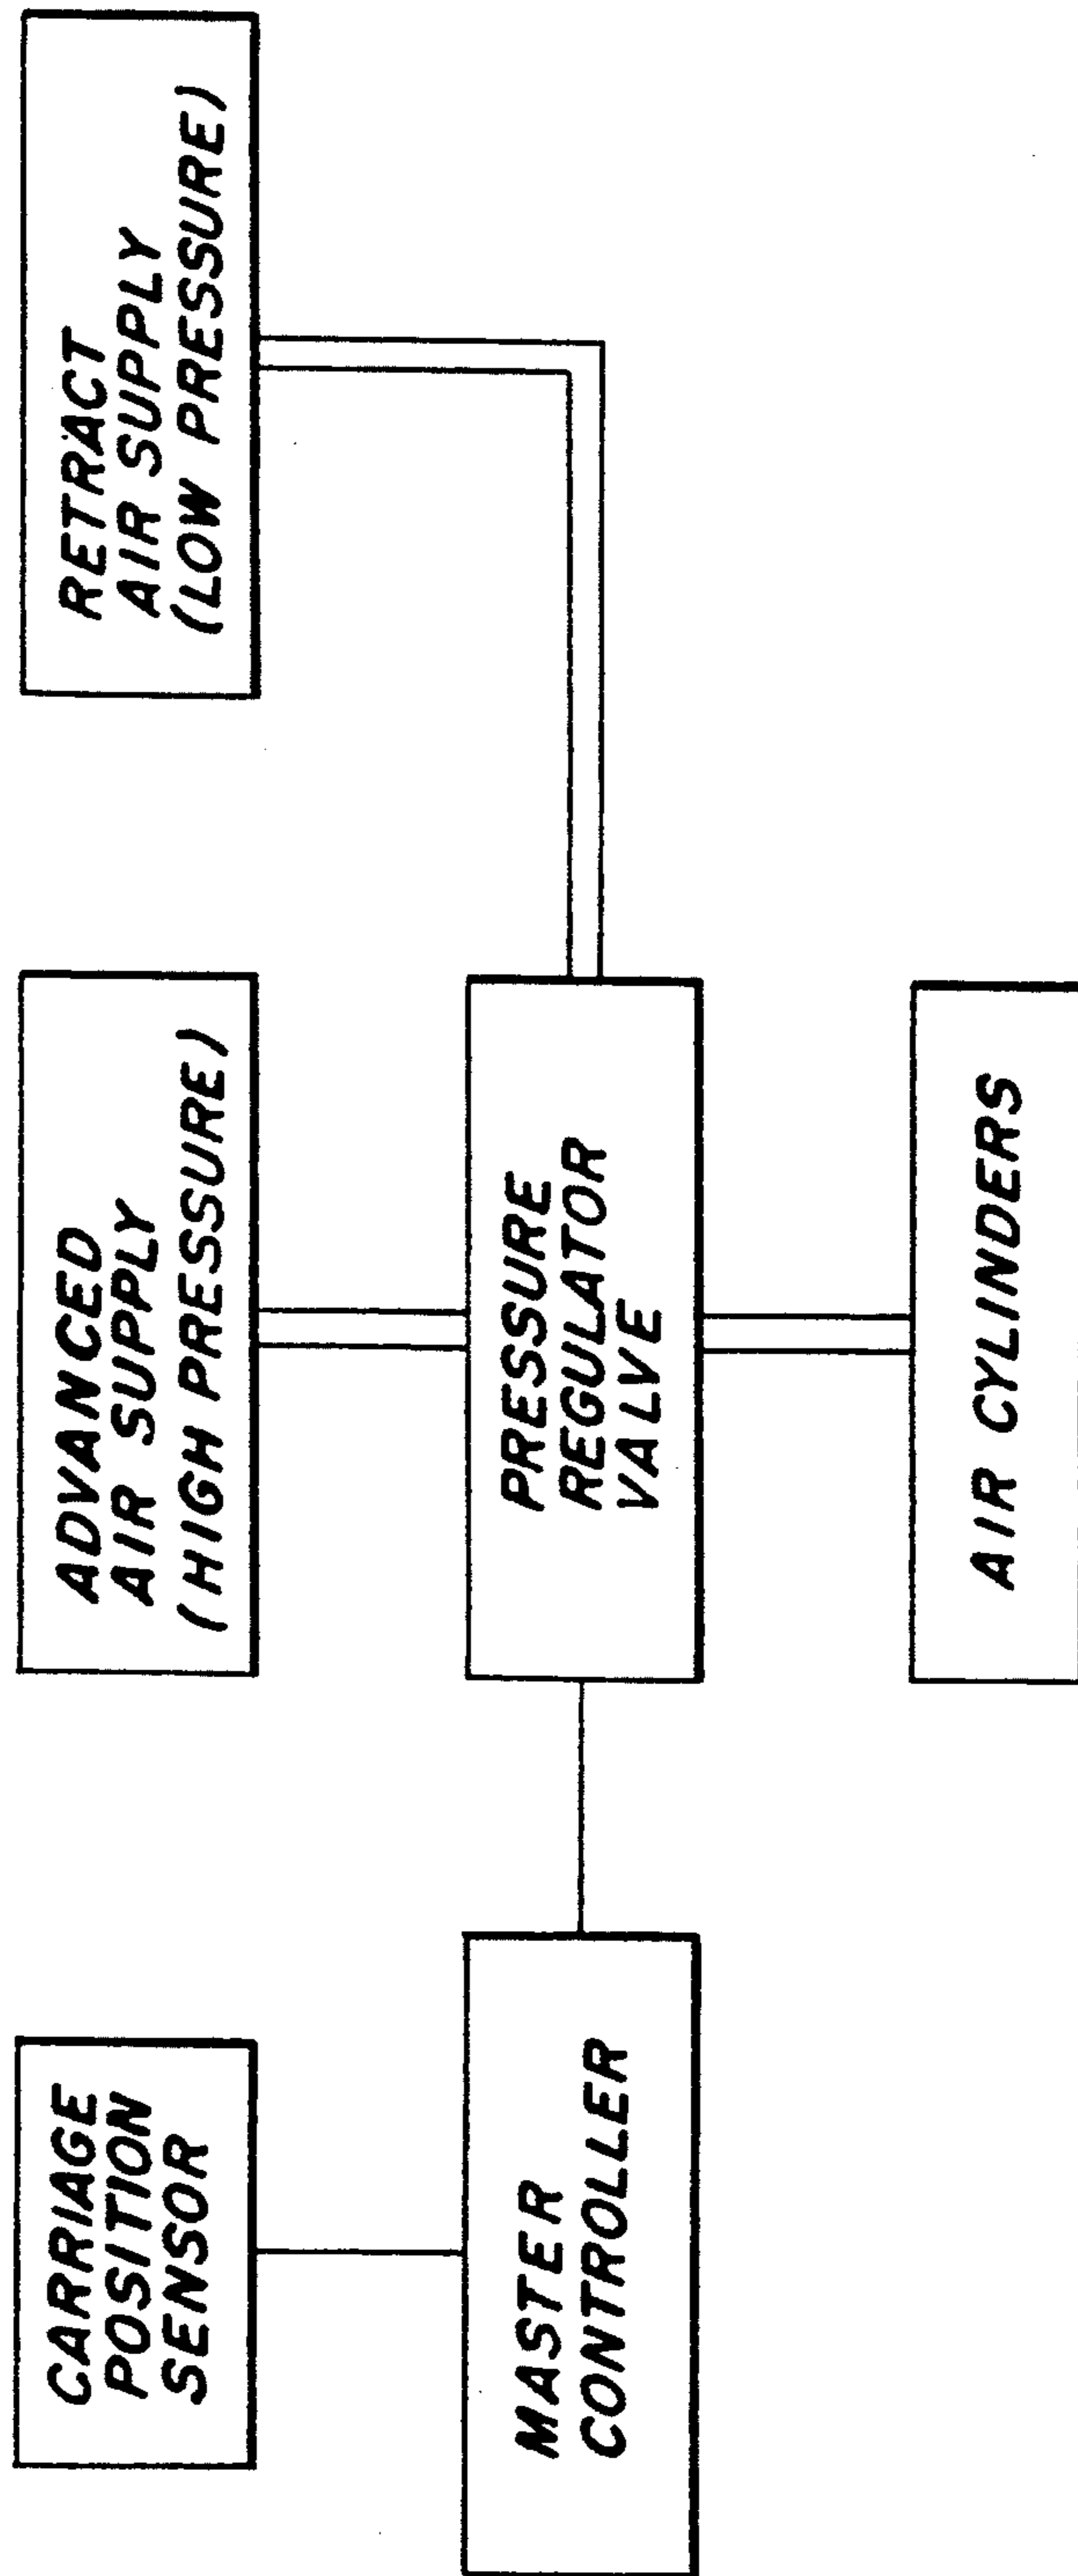 CARRIAGE
POSITION
SENSOR
ADVANCED
AIR SUPPLY
(HIGH PRESSURE)
RETRACT
AIR SUPPLY
(LOW PRESSURE)
MASTER
CONTROLLER
PRESSURE
REGULATOR
VALVE
AIR CYLINDERS